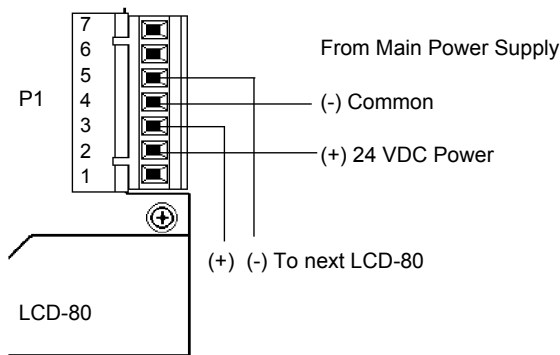 7
6
From Main Power Supply
5
P1
4
(-) Common
3
2
(+) 24 VDC Power
1
(+) (-) To next LCD-80
LCD-80